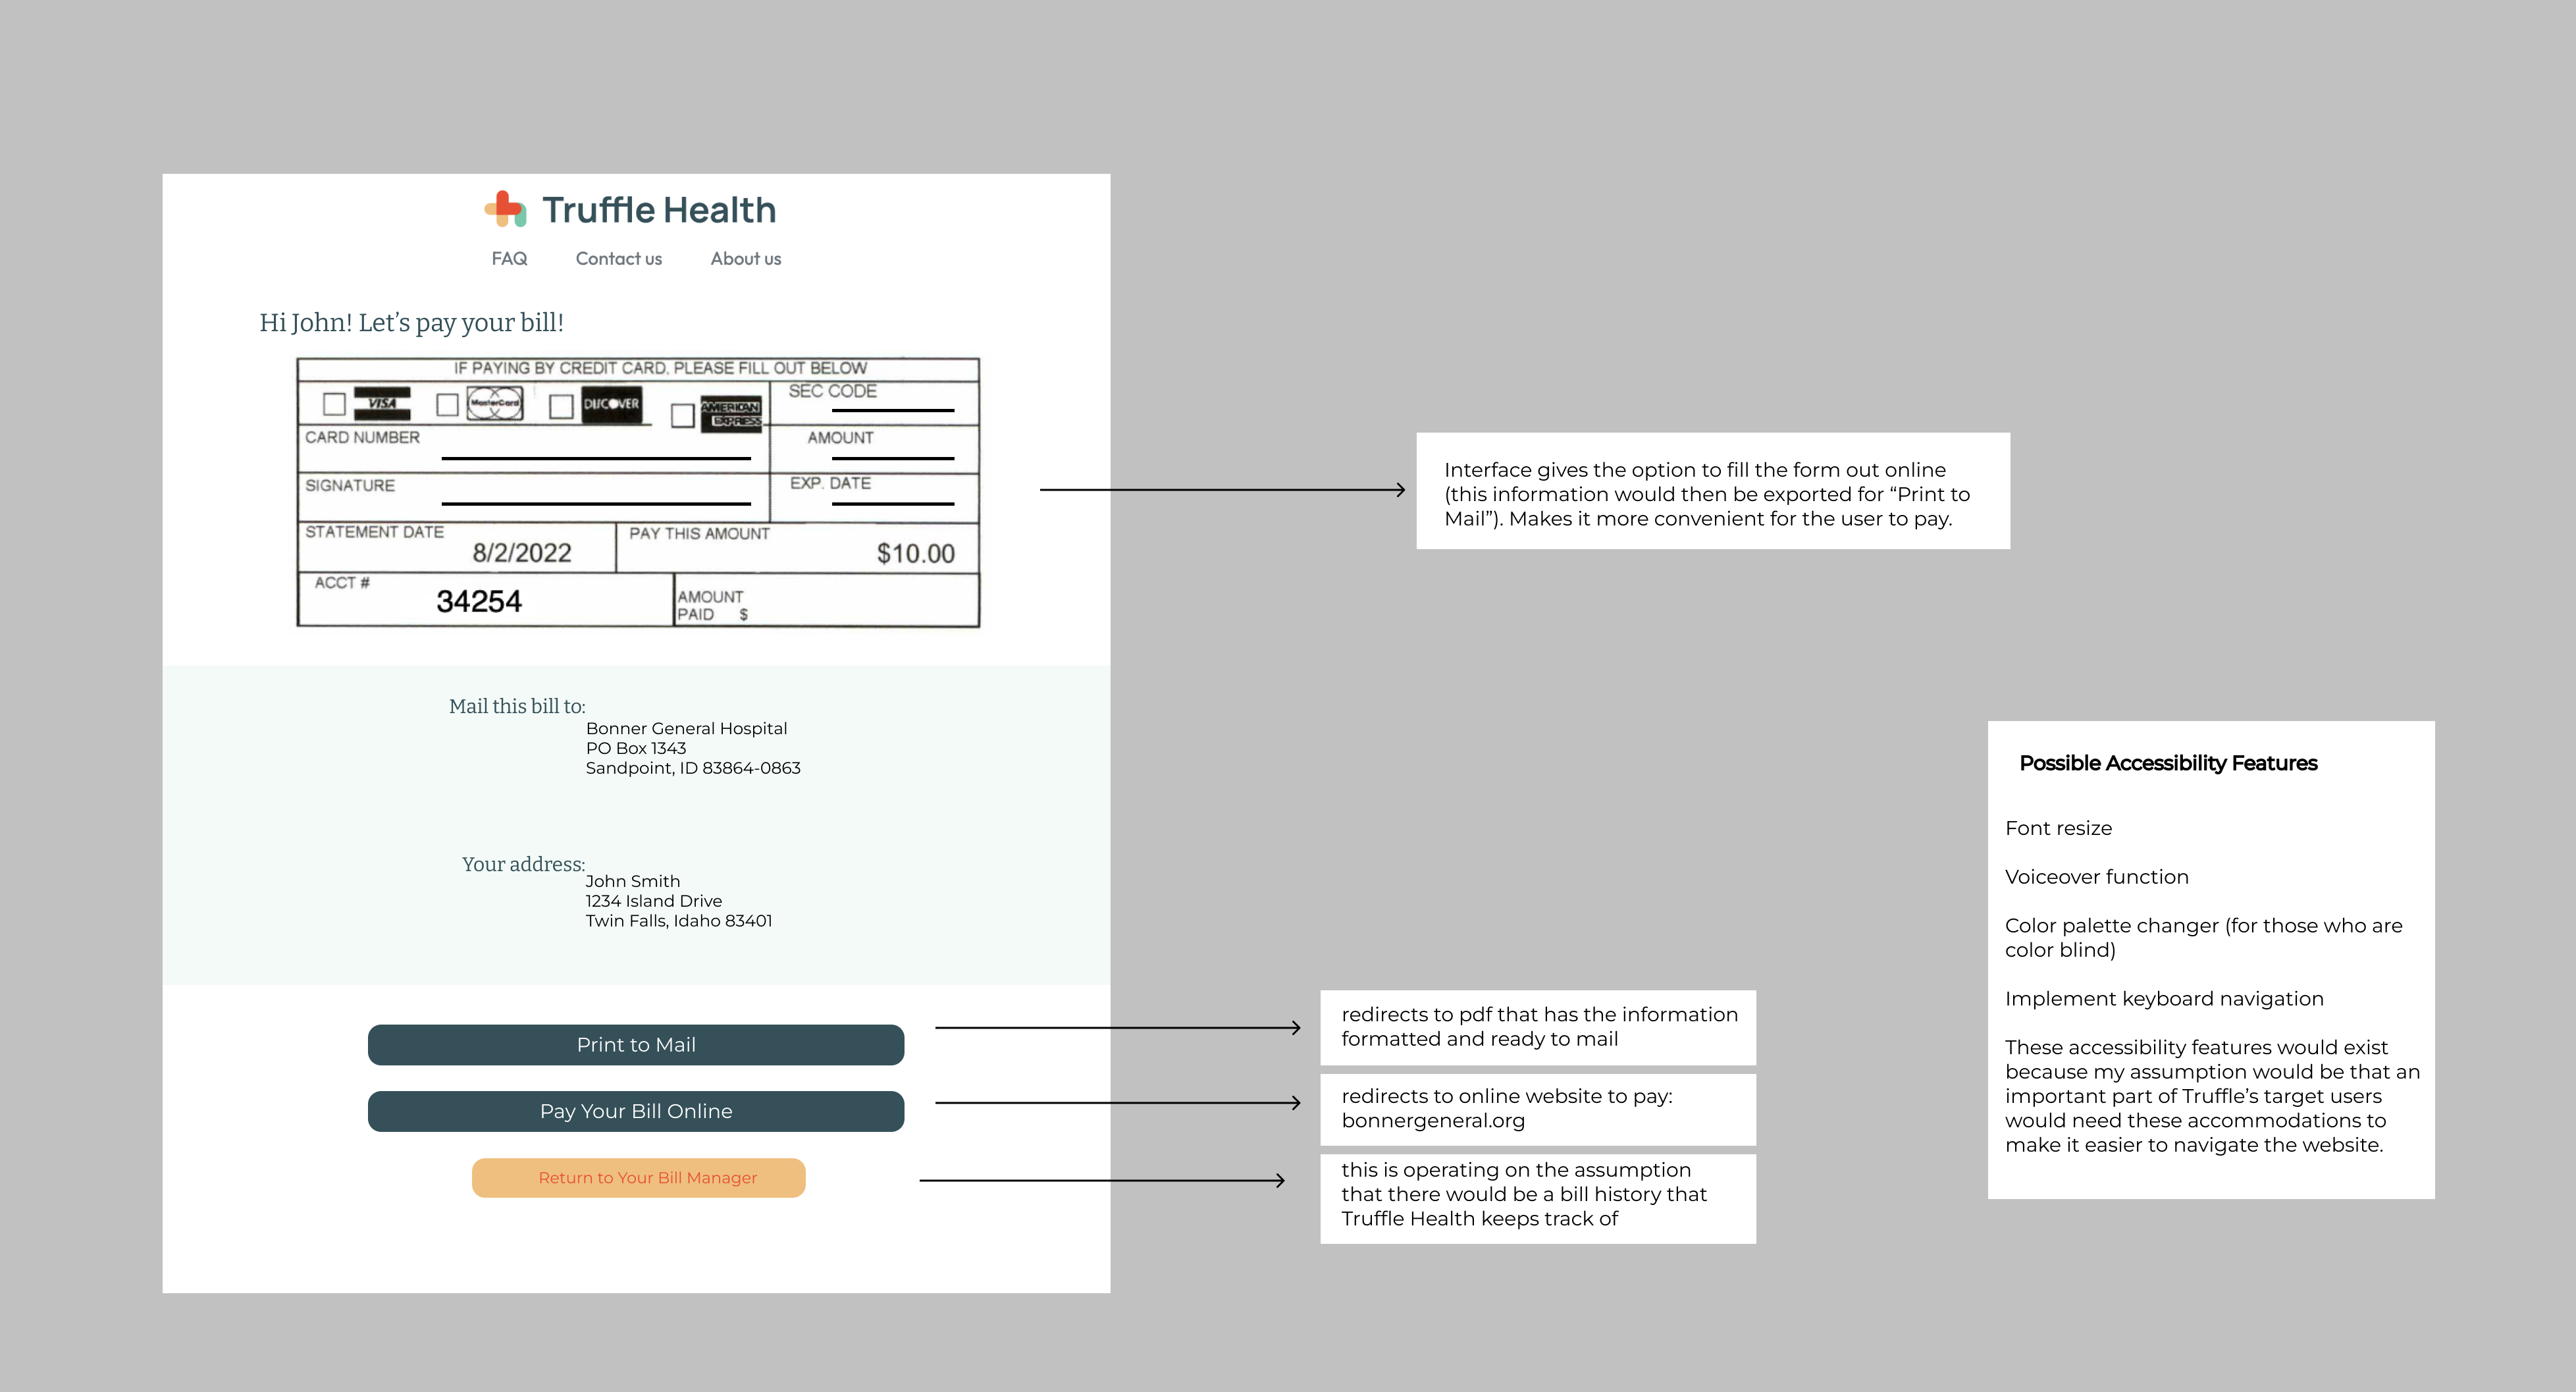 Truffle Health
FAQ Contact us About us
Hi John! Let’s pay your bill!
IF PAYING BY CREDIT CARD, PLEASE FILL OUT BELOW
VISA MasterCard DISCOVER AMERICAN EXPRESS
SEC CODE
CARD NUMBER
AMOUNT
SIGNATURE
EXP. DATE
STATEMENT DATE
8/2/2022
PAY THIS AMOUNT
$10.00
ACCT #
34254
AMOUNT
PAID $
Mail this bill to:
Bonner General Hospital
PO Box 1343
Sandpoint, ID 83864-0863
Your address:
John Smith
1234 Island Drive
Twin Falls, Idaho 83401
Print to Mail
Pay Your Bill Online
Return to Your Bill Manager
Interface gives the option to fill the form out online
(this information would then be exported for “Print to
Mail”). Makes it more convenient for the user to pay.
redirects to pdf that has the information
formatted and ready to mail
redirects to online website to pay:
bonnergeneral.org
this is operating on the assumption
that there would be a bill history that
Truffle Health keeps track of
Possible Accessibility Features
Font resize
Voiceover function
Color palette changer (for those who are
color blind)
Implement keyboard navigation
These accessibility features would exist
because my assumption would be that an
important part of Truffle’s target users
would need these accommodations to
make it easier to navigate the website.